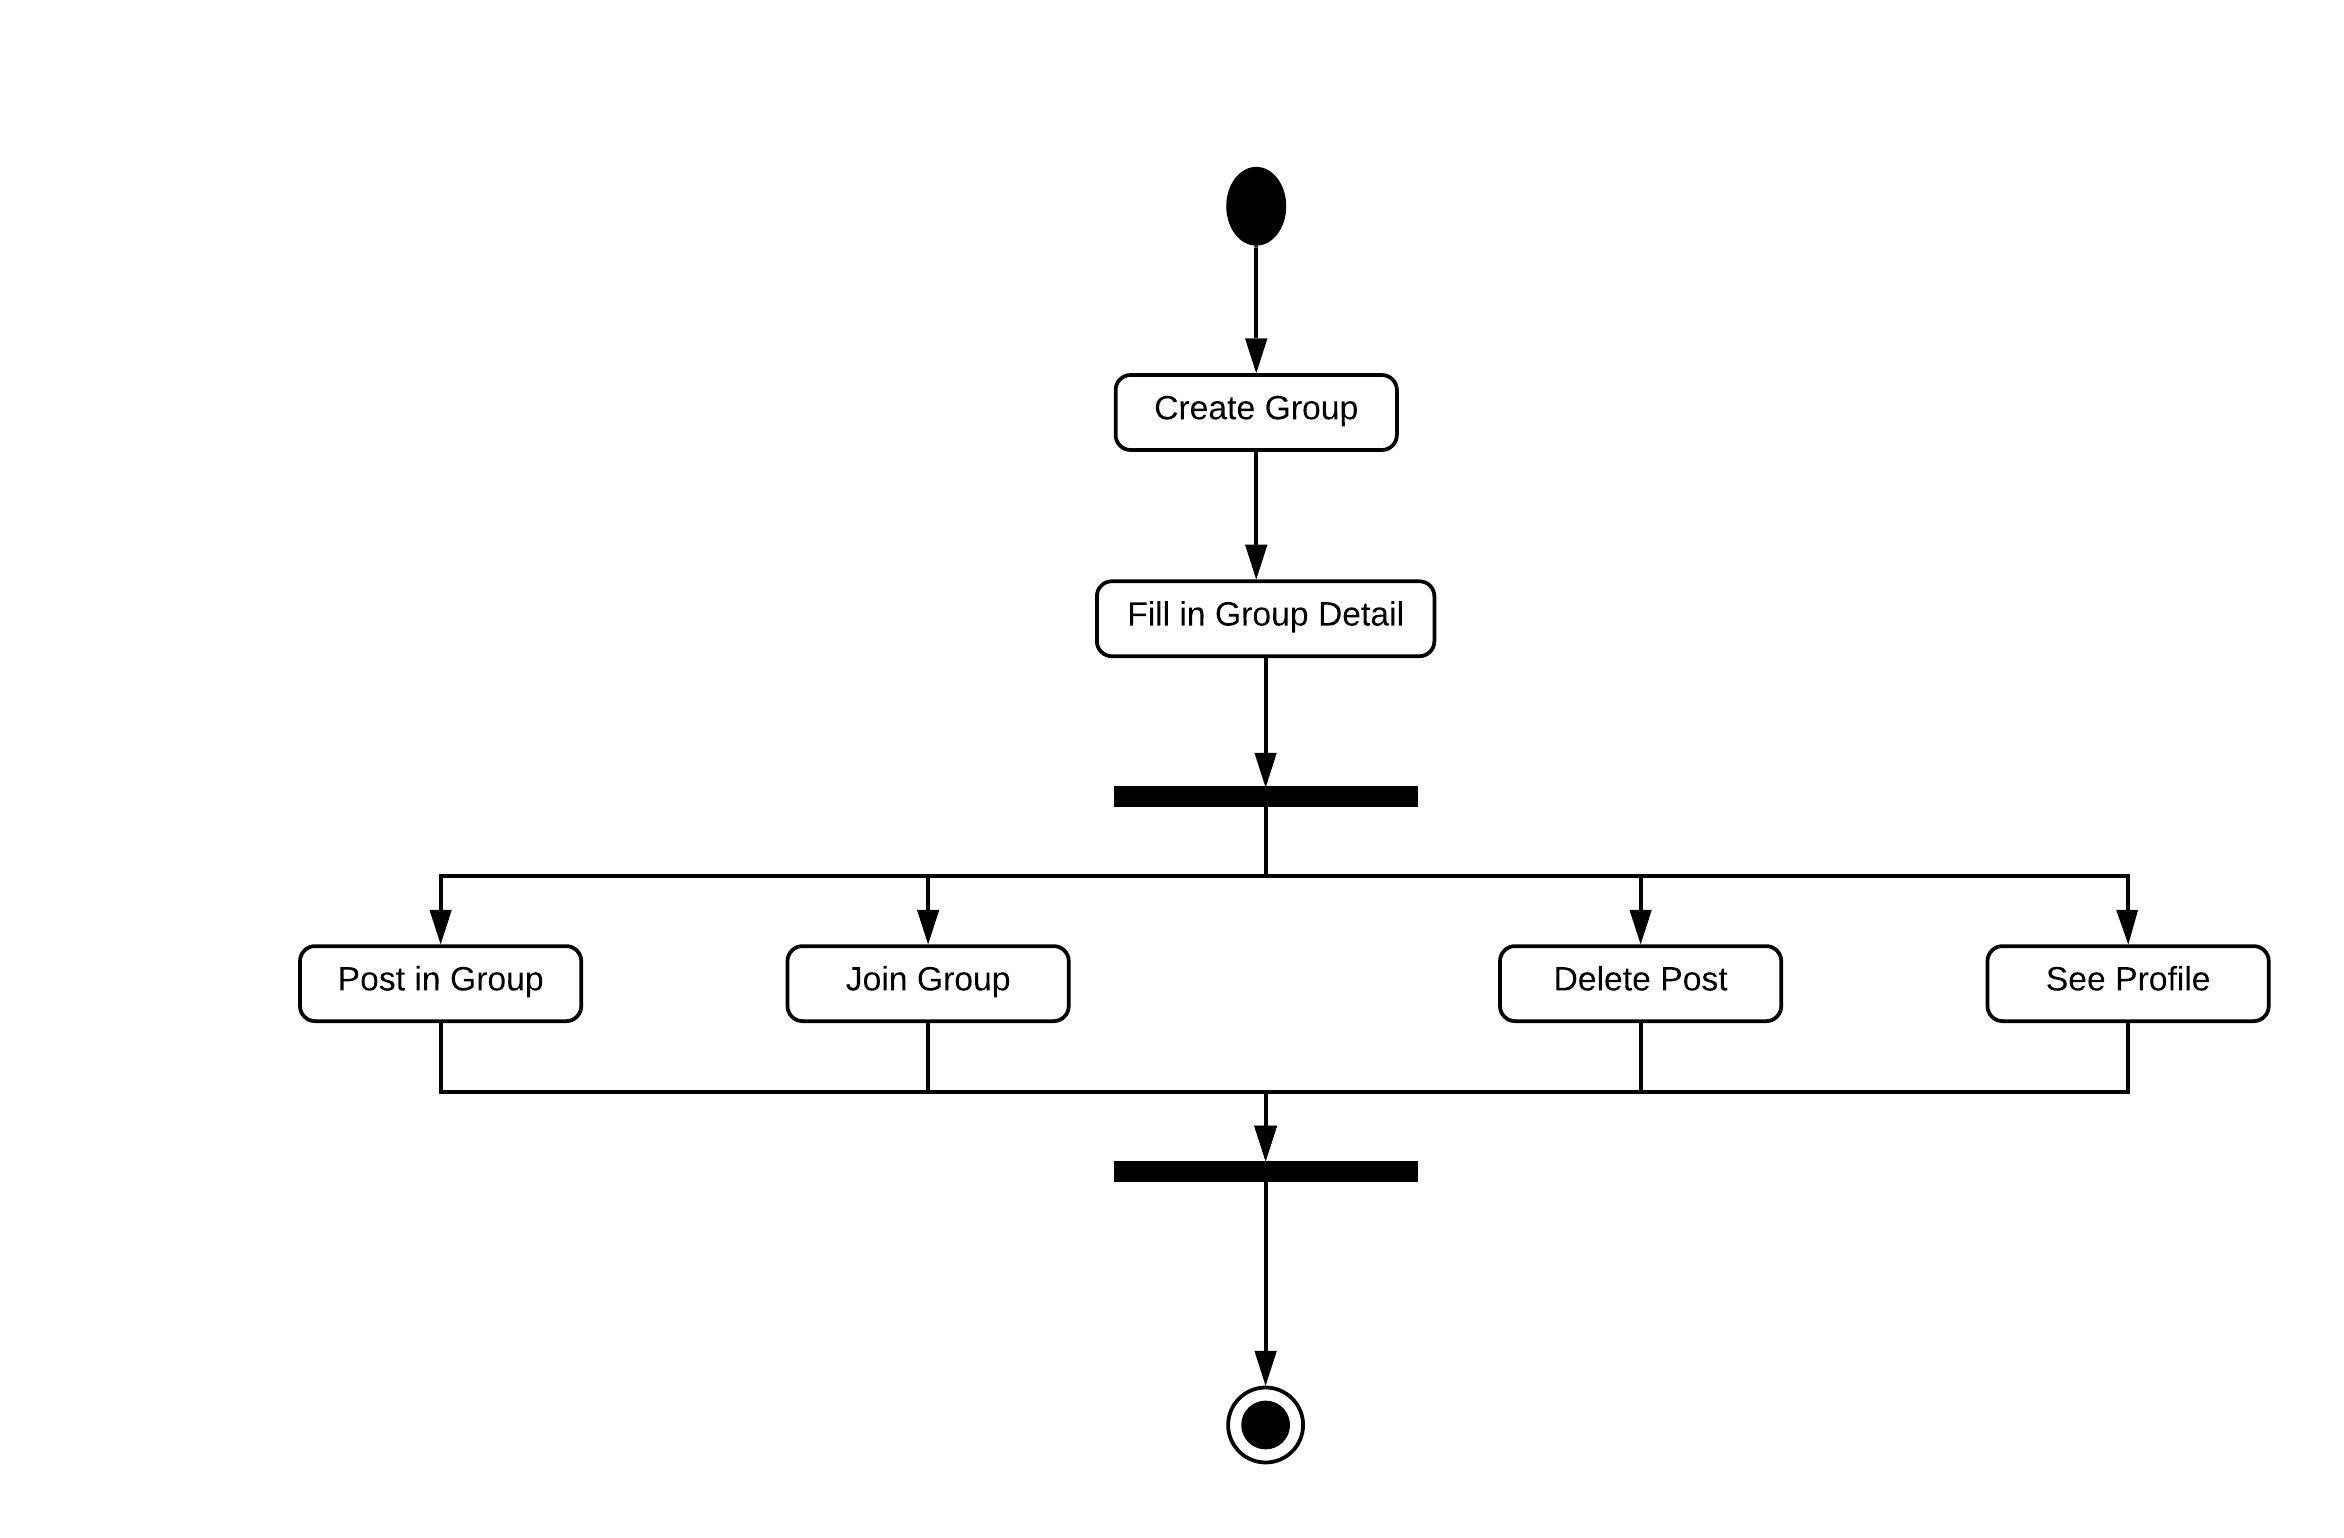 Create Group
Fill in Group Detail
Post in Group
Join Group
Delete Post
See Profile